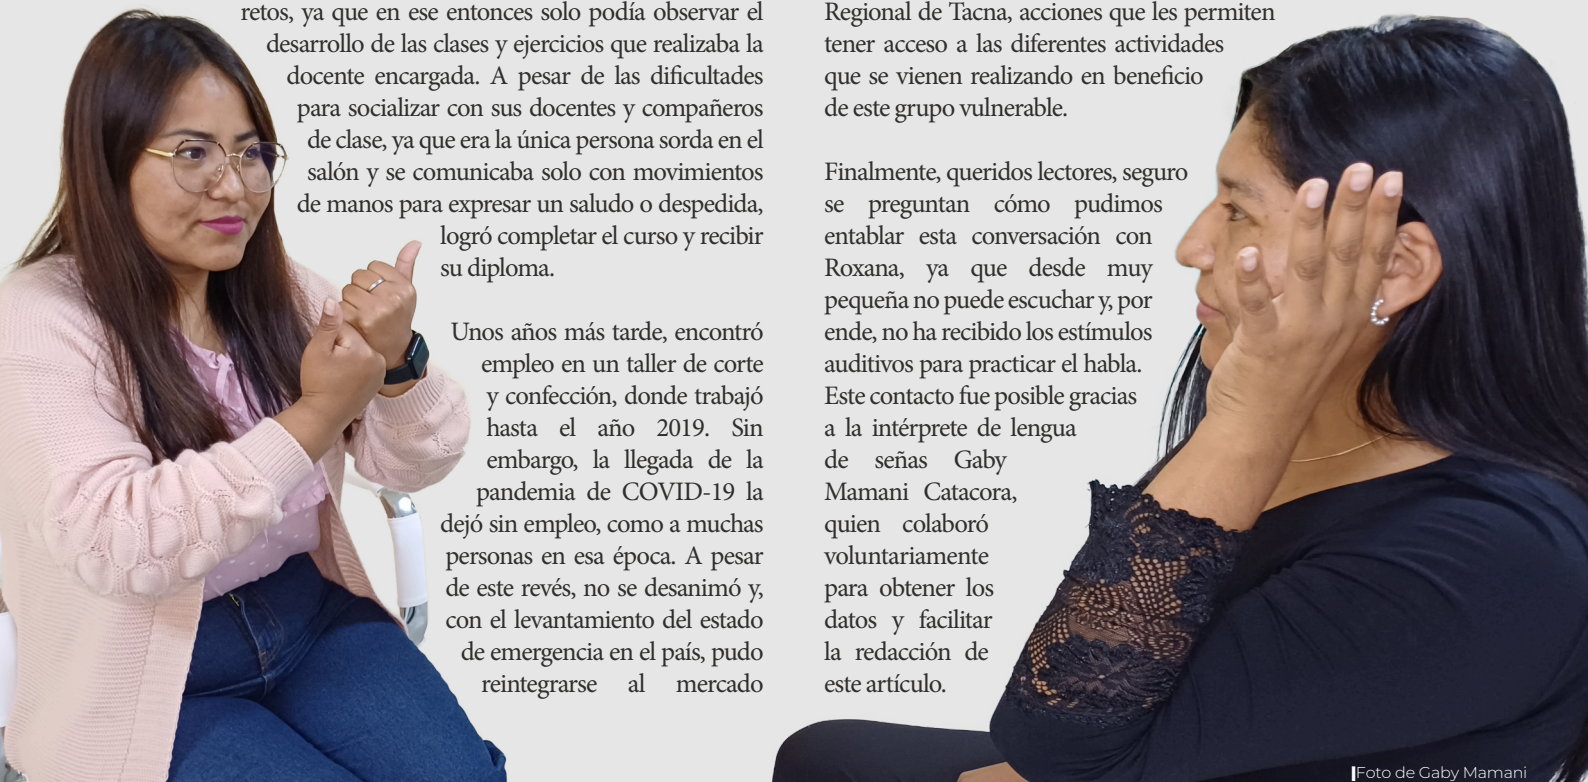 retos, ya que en ese entonces solo podía observar el
desarrollo de las clases y ejercicios que realizaba la
docente encargada. A pesar de las dificultades
para socializar con sus docentes y compañeros
de clase, ya que era la única persona sorda en el
salón y se comunicaba solo con movimientos
de manos para expresar un saludo o despedida,
logró completar el curso y recibir
su diploma.
Unos años más tarde, encontró
empleo en un taller de corte
y confección, donde trabajó
hasta el año 2019. Sin
embargo, la llegada de la
pandemia de COVID-19 la
dejó sin empleo, como a muchas
personas en esa época. A pesar
de este revés, no se desanimó y,
con el levantamiento del estado
de emergencia en el país, pudo
reintegrarse al mercado
Regional de Tacna, acciones que les permiten
tener acceso a las diferentes actividades
que se vienen realizando en beneficio
de este grupo vulnerable.
Finalmente, queridos lectores, seguro
se preguntan cómo pudimos
entablar esta conversación con
Roxana, ya que desde muy
pequeña no puede escuchar y, por
ende, no ha recibido los estímulos
auditivos para practicar el habla.
Este contacto fue posible gracias
a la intérprete de lengua
de señas Gaby
Mamani Catacora,
quien colaboró
voluntariamente
para obtener los
datos y facilitar
la redacción de
este artículo.
Foto de Gaby Mamani